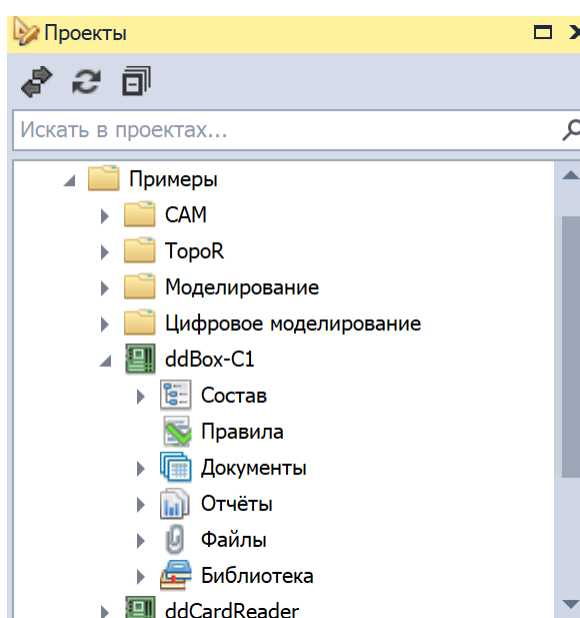 Проекты
Искать в проектах...
Примеры
CAM
TopoR
Моделирование
Цифровое моделирование
ddBox-C1
Состав
Правила
Документы
Отчёты
Файлы
Библиотека
ddCardReader